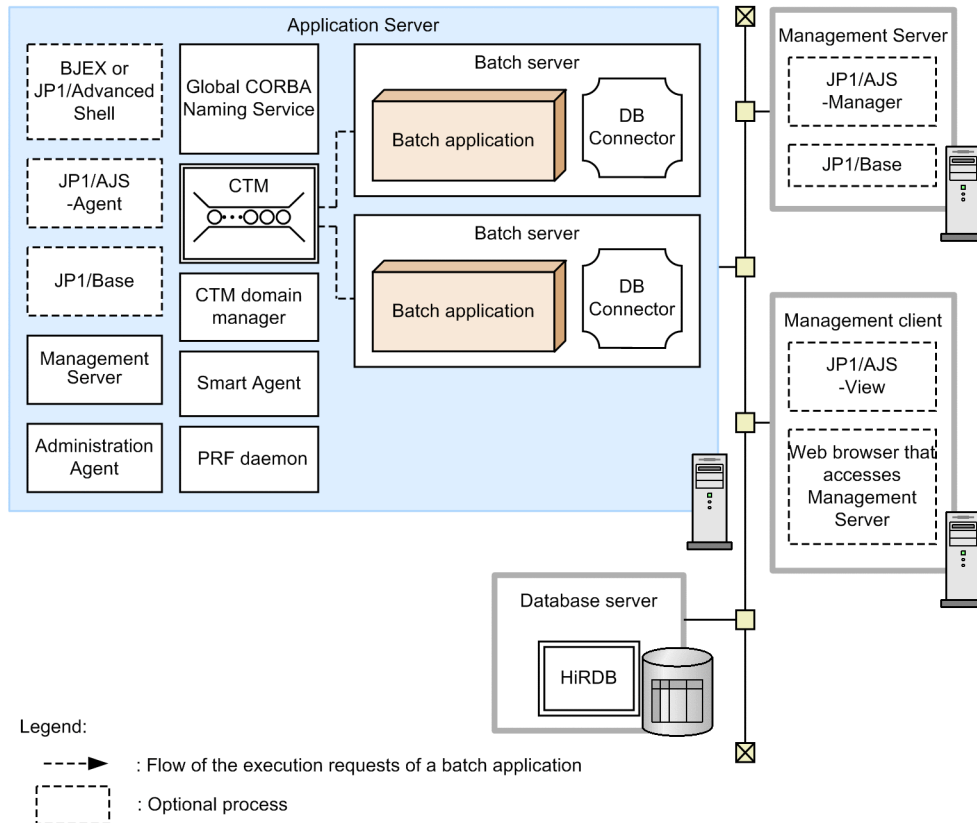 Application Server
BJEX or
JP1/Advanced
Shell
JP1/AJS
-Agent
JP1/Base
Management
Server
Administration
Agent
Global CORBA
Naming Service
CTM
CTM domain
manager
Smart Agent
PRF daemon
Batch server
Batch application
DB
Connector
Batch server
Batch application
DB
Connector
Management Server
JP1/AJS
-Manager
JP1/Base
Management client
JP1/AJS
-View
Web browser that
accesses
Management
Server
Database server
HiRDB
Legend:
: Flow of the execution requests of a batch application
: Optional process